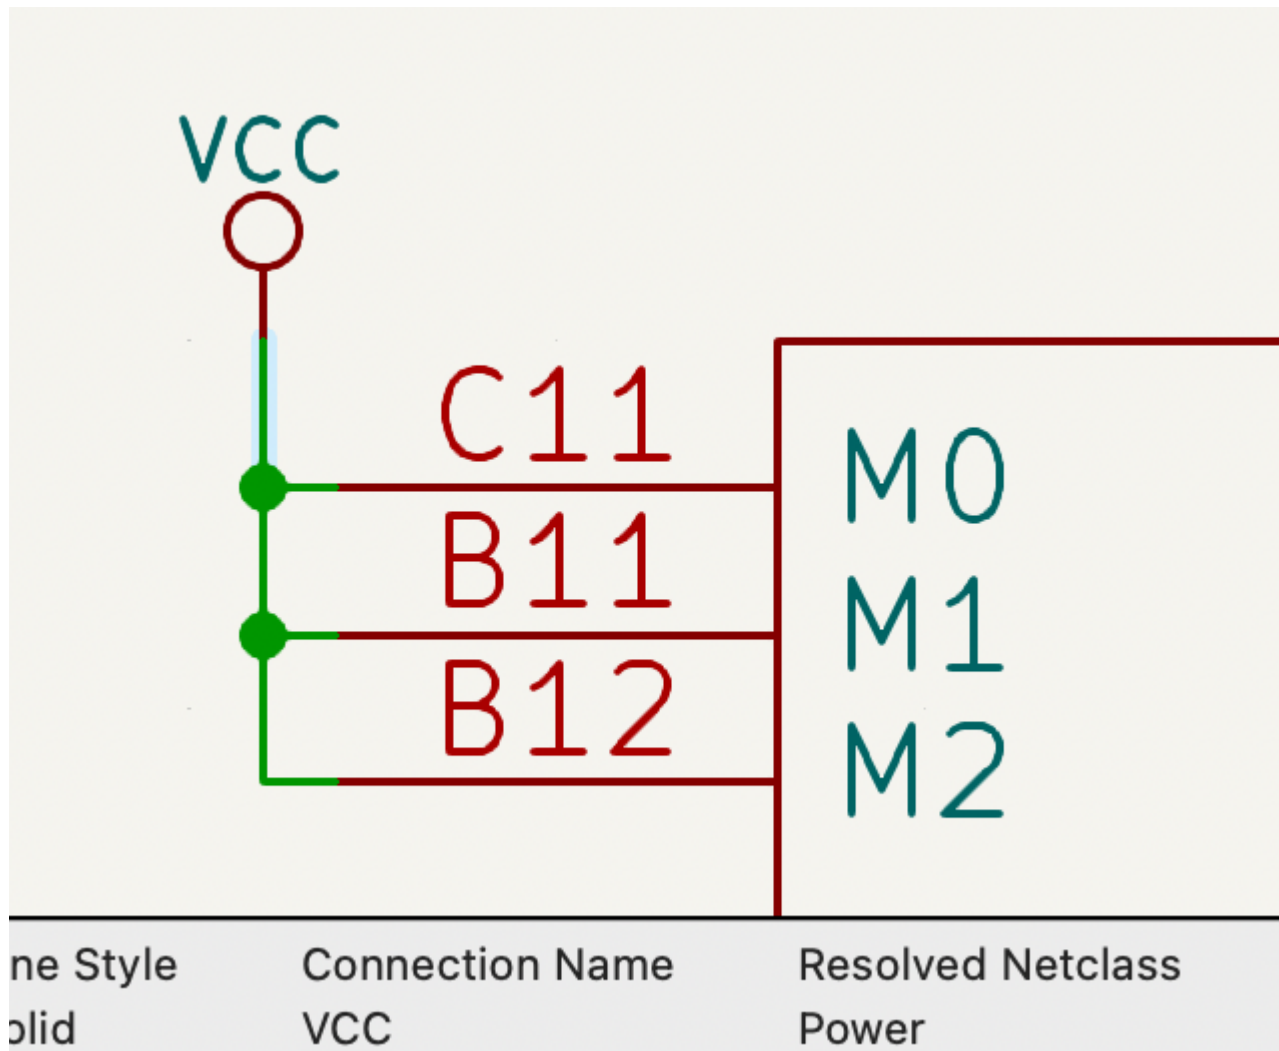 VCC
C11
M0
B11
M1
B12
M2
ne Style Connection Name Resolved Netclass
olid VCC Power